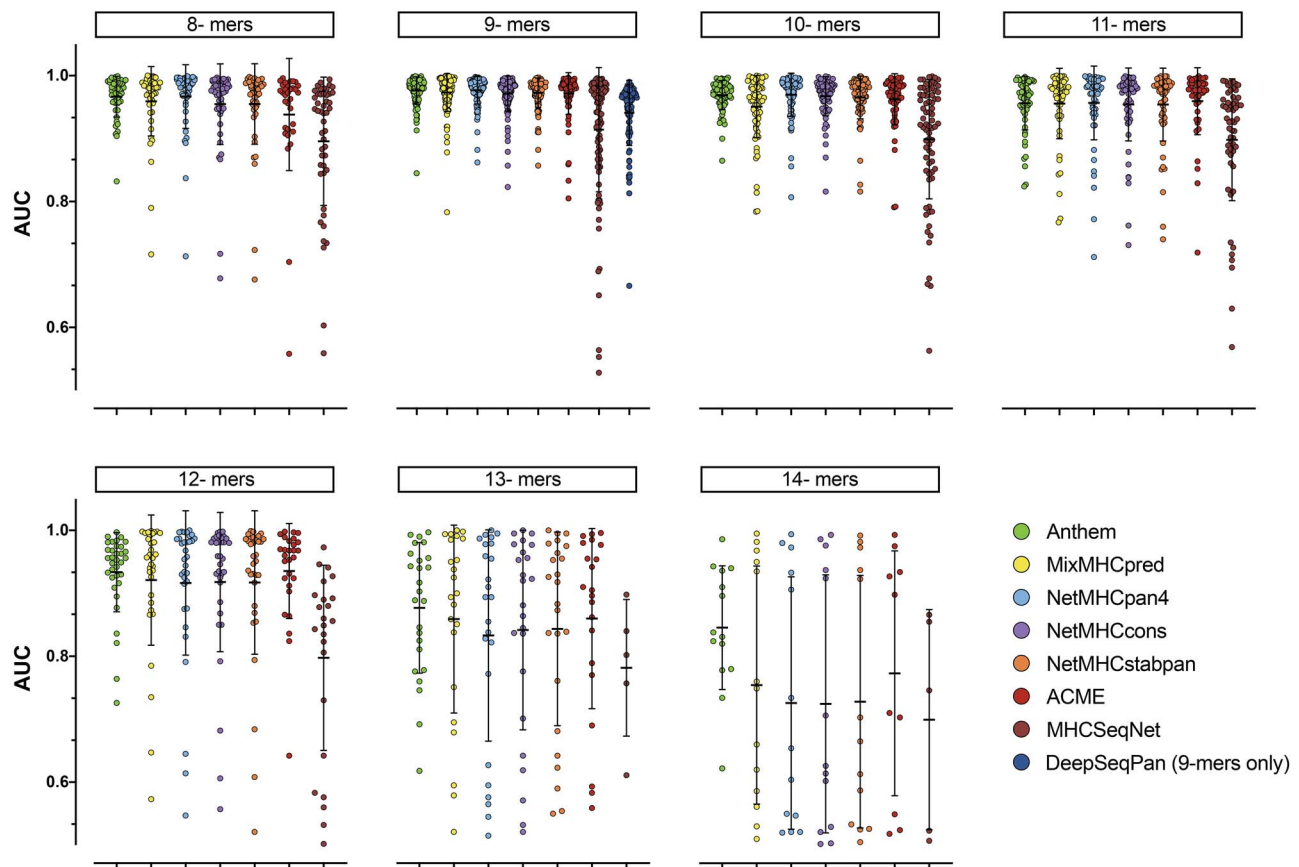 8- mers
9- mers
10- mers
11- mers
AUC
1.0
0.8
0.6
12- mers
13- mers
14- mers
AUC
1.0
0.8
0.6
Anthem
MixMHCpred
NetMHCpan4
NetMHCcons
NetMHCstabpan
ACME
MHCSeqNet
DeepSeqPan (9-mers only)